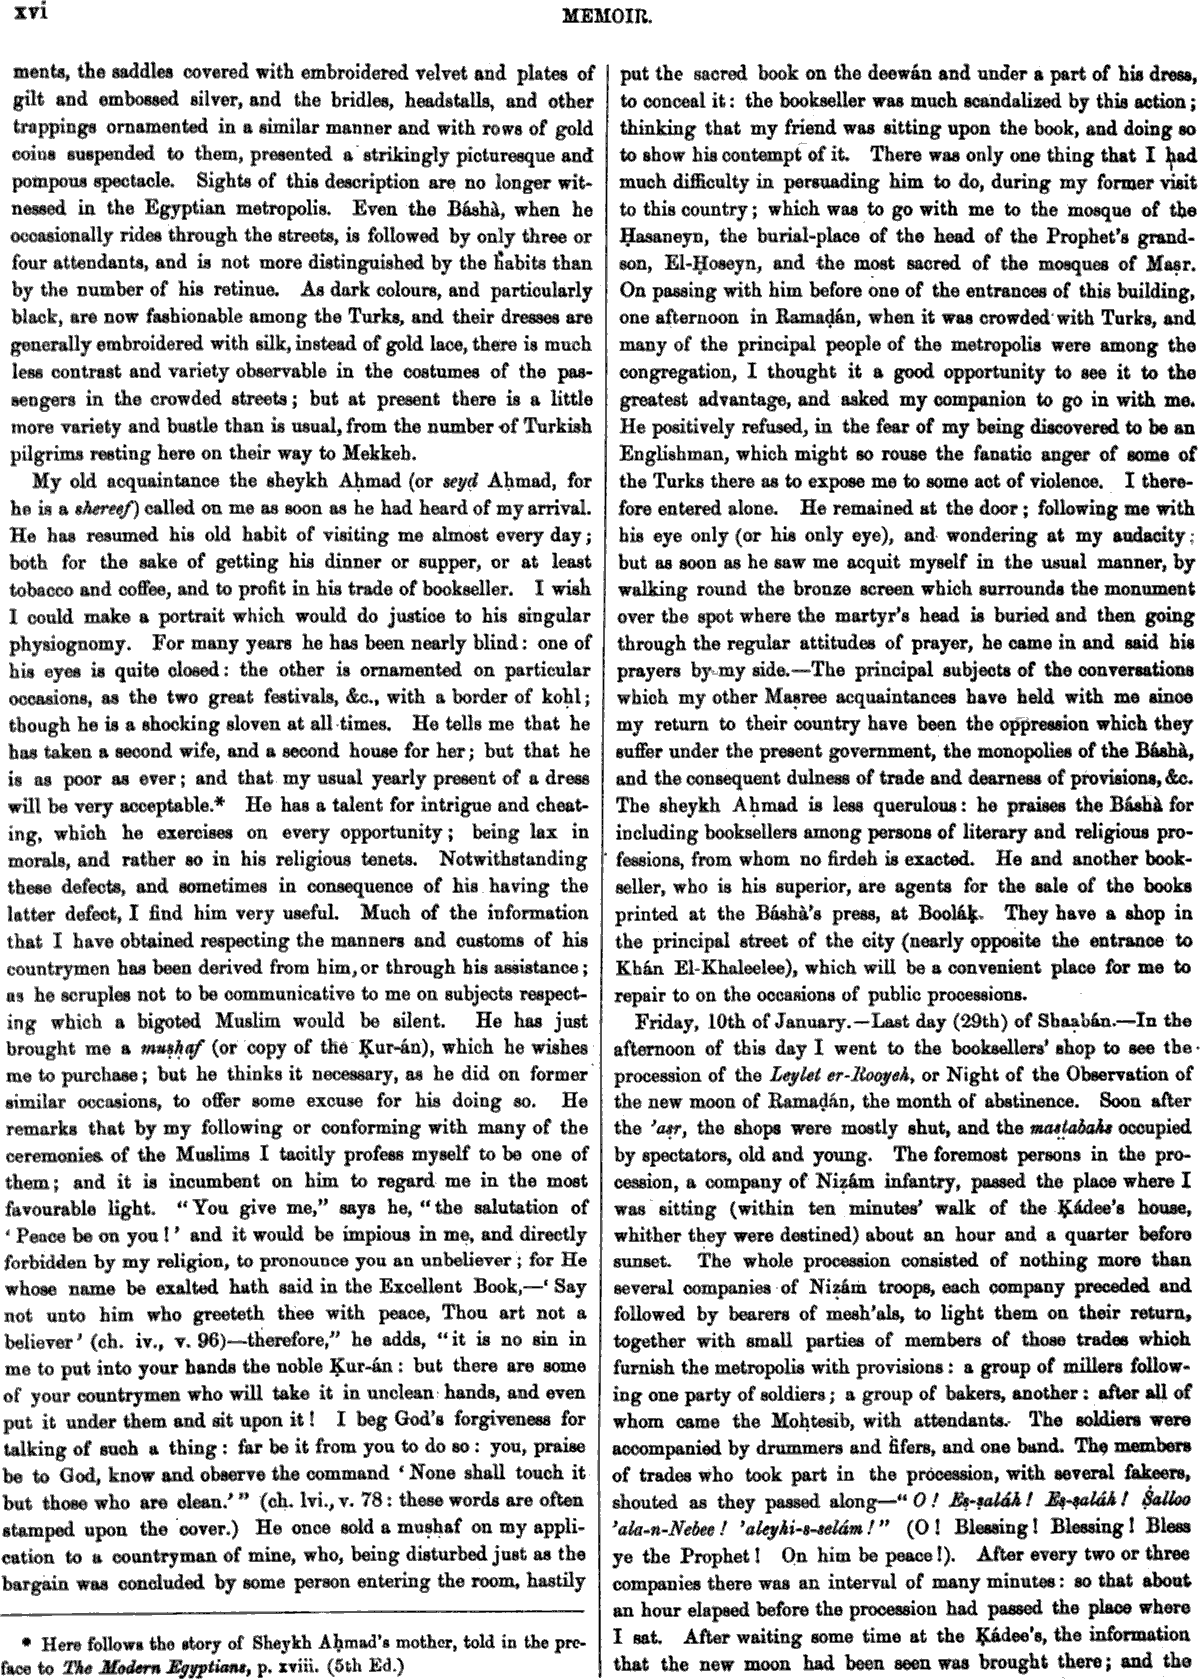 xvi
MEMOIR.
ments, the saddles covered with embroidered velvet and plates of
gilt and embossed silver, and the bridles, headstalls, and other
trappings ornamented in a similar manner and with rows of gold
coins suspended to them, presented a strikingly picturesque and
pompous spectacle. Sights of this description are no longer wit-
nessed in the Egyptian metropolis. Even the Báshà, when he
occasionally rides through the streets, is followed by only three or
four attendants, and is not more distinguished by the habits than
by the number of his retinue. As dark colours, and particularly
black, are now fashionable among the Turks, and their dresses are
generally embroidered with silk, instead of gold lace, there is much
less contrast and variety observable in the costumes of the pas-
sengers in the crowded streets; but at present there is a little
more variety and bustle than is usual, from the number of Turkish
pilgrims resting here on their way to Mekkeh.
My old acquaintance the sheykh Aḥmad (or seyd Aḥmad, for
he is a shereef) called on me as soon as he had heard of my arrival.
He has resumed his old habit of visiting me almost every day;
both for the sake of getting his dinner or supper, or at least
tobacco and coffee, and to profit in his trade of bookseller. I wish
I could make a portrait which would do justice to his singular
physiognomy. For many years he has been nearly blind: one of
his eyes is quite closed: the other is ornamented on particular
occasions, as the two great festivals, &c., with a border of koḥl;
though he is a shocking sloven at all times. He tells me that he
has taken a second wife, and a second house for her; but that he
is as poor as ever; and that my usual yearly present of a dress
will be very acceptable.* He has a talent for intrigue and cheat-
ing, which he exercises on every opportunity; being lax in
morals, and rather so in his religious tenets. Notwithstanding
these defects, and sometimes in consequence of his having the
latter defect, I find him very useful. Much of the information
that I have obtained respecting the manners and customs of his
countrymen has been derived from him, or through his assistance;
as he scruples not to be communicative to me on subjects respect-
ing which a bigoted Muslim would be silent. He has just
brought me a muṣḥaf (or copy of the Ḳur-án), which he wishes
me to purchase; but he thinks it necessary, as he did on former
similar occasions, to offer some excuse for his doing so. He
remarks that by my following or conforming with many of the
ceremonies of the Muslims I tacitly profess myself to be one of
them; and it is incumbent on him to regard me in the most
favourable light. “You give me,” says he, “the salutation of
‘Peace be on you!’ and it would be impious in me, and directly
forbidden by my religion, to pronounce you an unbeliever; for He
whose name be exalted hath said in the Excellent Book,—‘Say
not unto him who greeteth thee with peace, Thou art not a
believer’ (ch. iv., v. 96)—therefore,” he adds, “it is no sin in
me to put into your hands the noble Ḳur-án: but there are some
of your countrymen who will take it in unclean hands, and even
put it under them and sit upon it! I beg God's forgiveness for
talking of such a thing: far be it from you to do so: you, praise
be to God, know and observe the command ‘None shall touch it
but those who are clean.’” (ch. lvi., v. 78: these words are often
stamped upon the cover.) He once sold a muṣḥaf on my appli-
cation to a countryman of mine, who, being disturbed just as the
bargain was concluded by some person entering the room, hastily
* Here follows the story of Sheykh Aḥmad's mother, told in the pre-
face to The Modern Egyptians, p. xviii. (5th Ed.)
put the sacred book on the deewán and under a part of his dress,
to conceal it: the bookseller was much scandalized by this action;
thinking that my friend was sitting upon the book, and doing so
to show his contempt of it. There was only one thing that I had
much difficulty in persuading him to do, during my former visit
to this country; which was to go with me to the mosque of the
Ḥasaneyn, the burial-place of the head of the Prophet's grand-
son, El-Ḥoseyn, and the most sacred of the mosques of Maṣr.
On passing with him before one of the entrances of this building,
one afternoon in Ramaḍán, when it was crowded with Turks, and
many of the principal people of the metropolis were among the
congregation, I thought it a good opportunity to see it to the
greatest advantage, and asked my companion to go in with me.
He positively refused, in the fear of my being discovered to be an
Englishman, which might so rouse the fanatic anger of some of
the Turks there as to expose me to some act of violence. I there-
fore entered alone. He remained at the door; following me with
his eye only (or his only eye), and wondering at my audacity;
but as soon as he saw me acquit myself in the usual manner, by
walking round the bronze screen which surrounds the monument
over the spot where the martyr's head is buried and then going
through the regular attitudes of prayer, he came in and said his
prayers by my side.—The principal subjects of the conversations
which my other Maṣree acquaintances have held with me since
my return to their country have been the oppression which they
suffer under the present government, the monopolies of the Báshà,
and the consequent dulness of trade and dearness of provisions, &c.
The sheykh Aḥmad is less querulous: he praises the Báshà for
including booksellers among persons of literary and religious pro-
fessions, from whom no firdeh is exacted. He and another book-
seller, who is his superior, are agents for the sale of the books
printed at the Báshà's press, at Booláḳ. They have a shop in
the principal street of the city (nearly opposite the entrance to
Khán El-Khaleelee), which will be a convenient place for me to
repair to on the occasions of public processions.
Friday, 10th of January.—Last day (29th) of Shaạbán.—In the
afternoon of this day I went to the booksellers' shop to see the
procession of the Leylet er-Rooyeh, or Night of the Observation of
the new moon of Ramaḍán, the month of abstinence. Soon after
the 'aṣr, the shops were mostly shut, and the masṭabahs occupied
by spectators, old and young. The foremost persons in the pro-
cession, a company of Niẓám infantry, passed the place where I
was sitting (within ten minutes' walk of the Ḳádee's house,
whither they were destined) about an hour and a quarter before
sunset. The whole procession consisted of nothing more than
several companies of Niẓám troops, each company preceded and
followed by bearers of mesh'als, to light them on their return,
together with small parties of members of those trades which
furnish the metropolis with provisions: a group of millers follow-
ing one party of soldiers; a group of bakers, another: after all of
whom came the Moḥtesib, with attendants. The soldiers were
accompanied by drummers and fifers, and one band. The members
of trades who took part in the procession, with several fakeers,
shouted as they passed along—“O! Eṣ-ṣaláh! Eṣ-ṣaláh! Ṣalloo
'ala-n-Nebee! 'aleyhi-s-selám!” (O! Blessing! Blessing! Bless
ye the Prophet! On him be peace!). After every two or three
companies there was an interval of many minutes: so that about
an hour elapsed before the procession had passed the place where
I sat. After waiting some time at the Ḳádee's, the information
that the new moon had been seen was brought there; and the